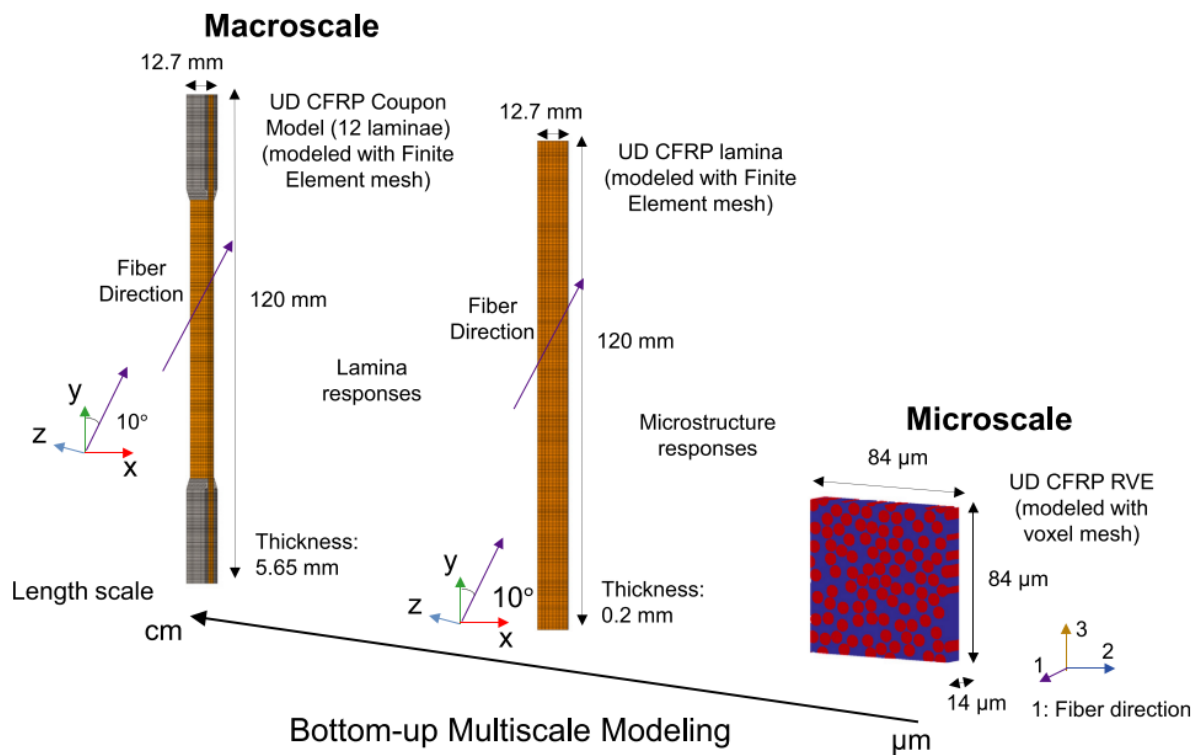 Macroscale
12.7 mm
UD CFRP Coupon
Model (12 laminae)
(modeled with Finite
Element mesh)
Fiber
Direction
120 mm
y
10°
z
x
Thickness:
5.65 mm
Lamina
responses
12.7 mm
UD CFRP lamina
(modeled with Finite
Element mesh)
Fiber
Direction
120 mm
y
10°
z
x
Thickness:
0.2 mm
Microstructure
responses
Microscale
84 µm
UD CFRP RVE
(modeled with
voxel mesh)
84 µm
14 µm
3
2
1
1: Fiber direction
Length scale
cm
µm
Bottom-up Multiscale Modeling